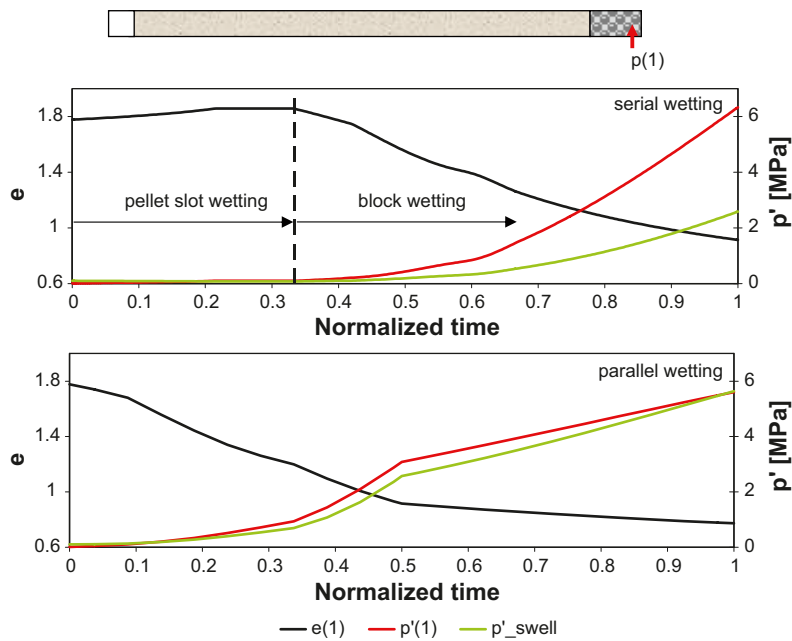 p(1)
serial wetting
1.8
1.4
1
0.6
e
6
4
2
0
p' [MPa]
pellet slot wetting
block wetting
0 0.1 0.2 0.3 0.4 0.5 0.6 0.7 0.8 0.9 1
Normalized time
parallel wetting
1.8
1.4
1
0.6
e
6
4
2
0
p' [MPa]
0 0.1 0.2 0.3 0.4 0.5 0.6 0.7 0.8 0.9 1
Normalized time
e(1) p'(1) p'_swell